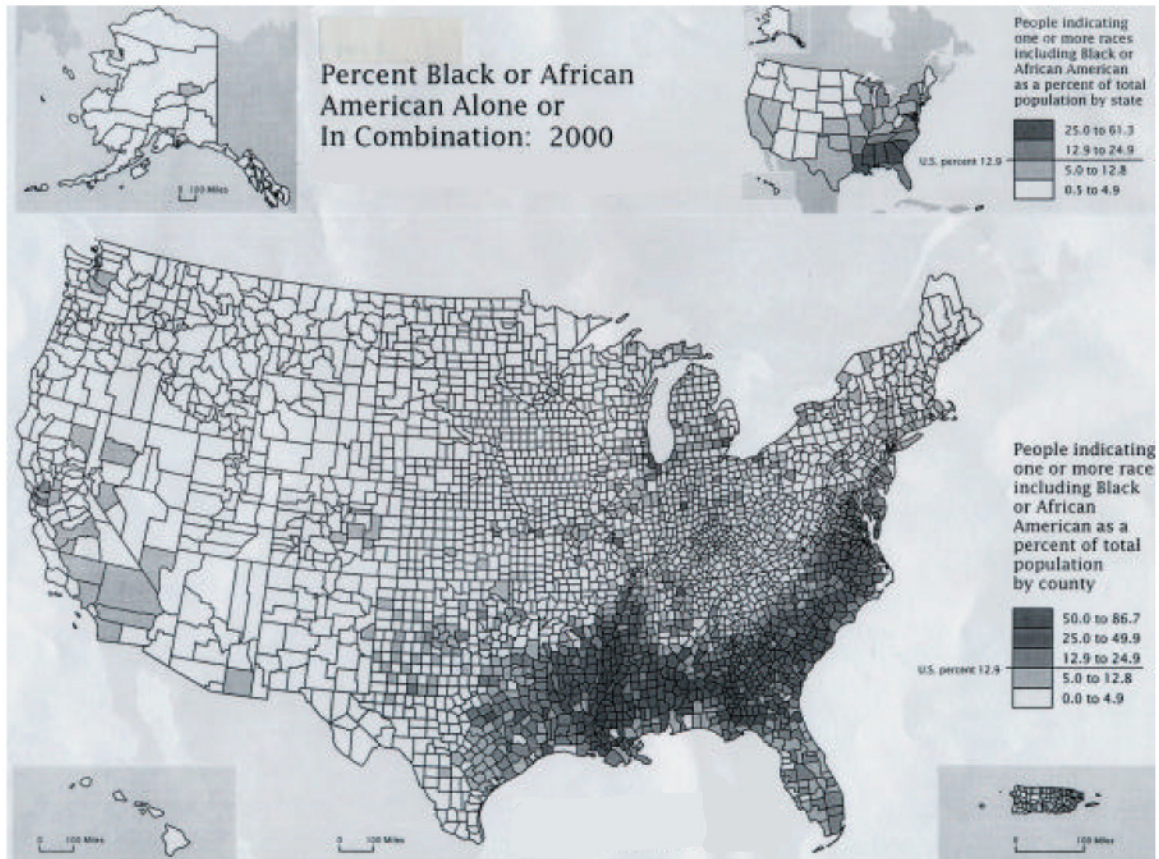 Percent Black or African
American Alone or
In Combination: 2000
People indicating
one or more races
including Black or
African American
as a percent of total
population by state
25.0 to 61.3
12.9 to 24.9
U.S. percent 12.9
5.0 to 12.8
0.5 to 4.9
0 100 Miles
People indicating
one or more race
including Black
or African
American as a
percent of total
population
by county
50.0 to 86.7
25.0 to 49.9
12.9 to 24.9
U.S. percent 12.9
5.0 to 12.8
0.0 to 4.9
0 100 Miles
0 100 Miles
0 100 Miles